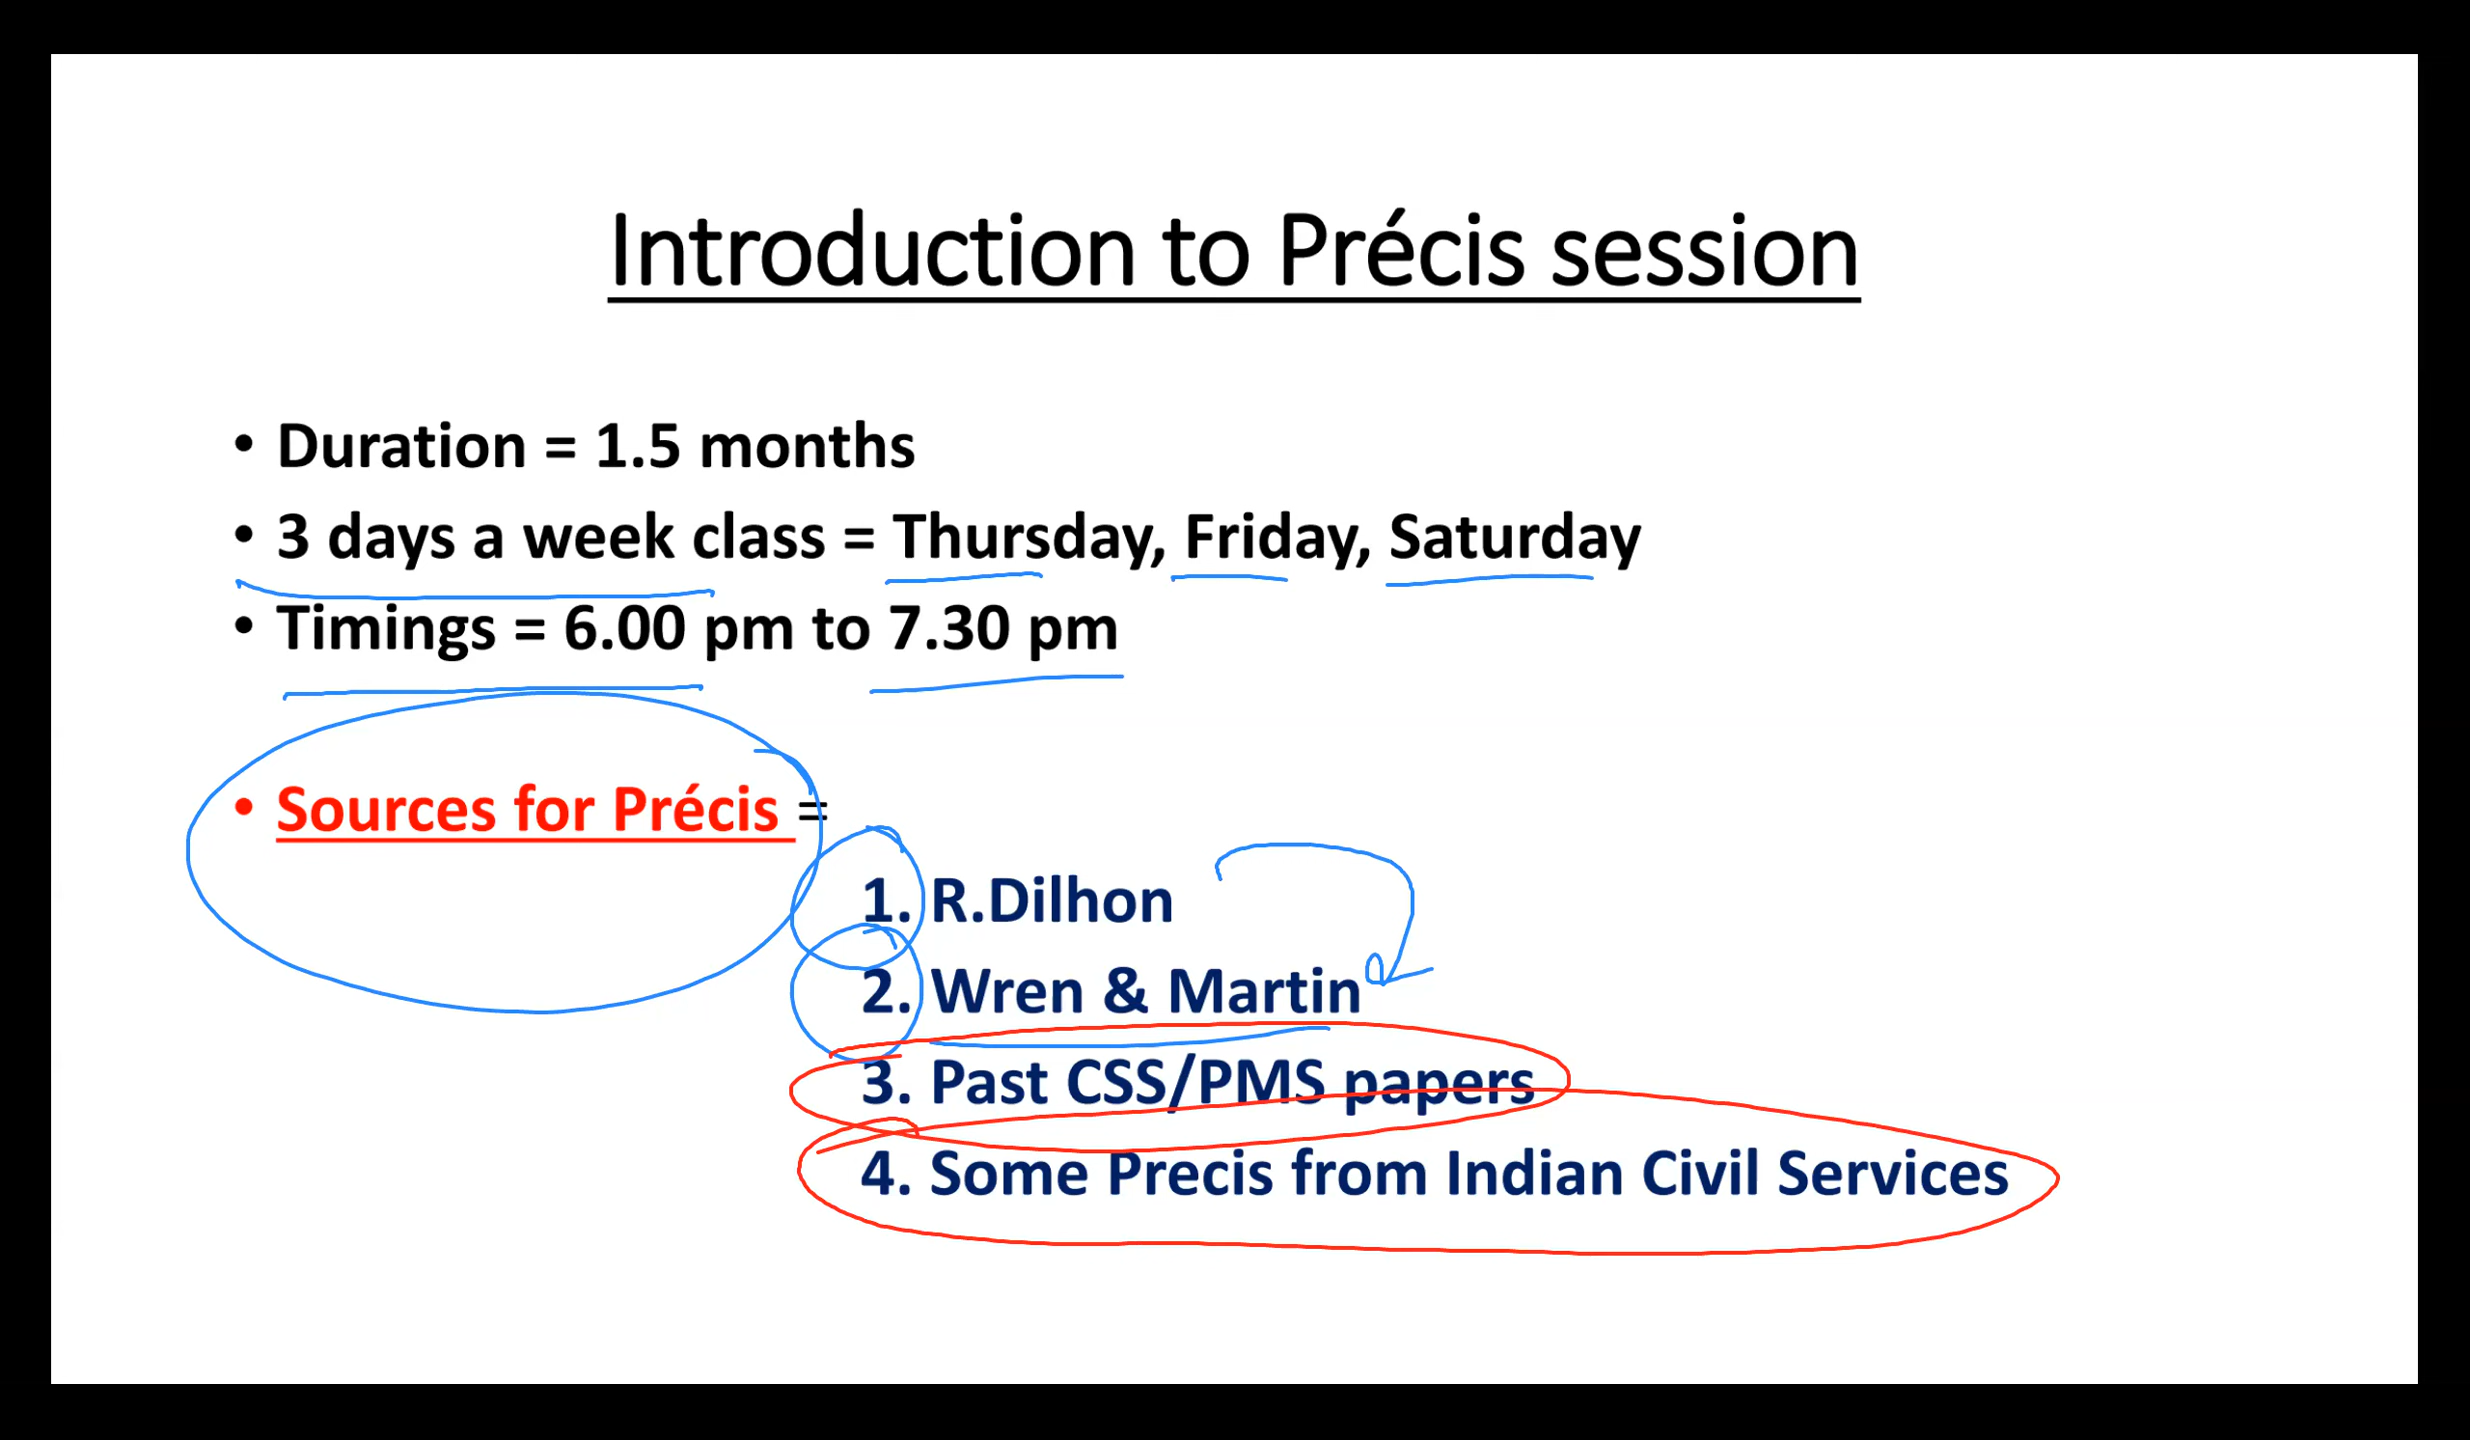 Introduction to Précis session
• Duration = 1.5 months
• 3 days a week class = Thursday, Friday, Saturday
• Timings = 6.00 pm to 7.30 pm
• Sources for Précis =
1. R.Dilhon
2. Wren & Martin
3. Past CSS/PMS papers
4. Some Precis from Indian Civil Services